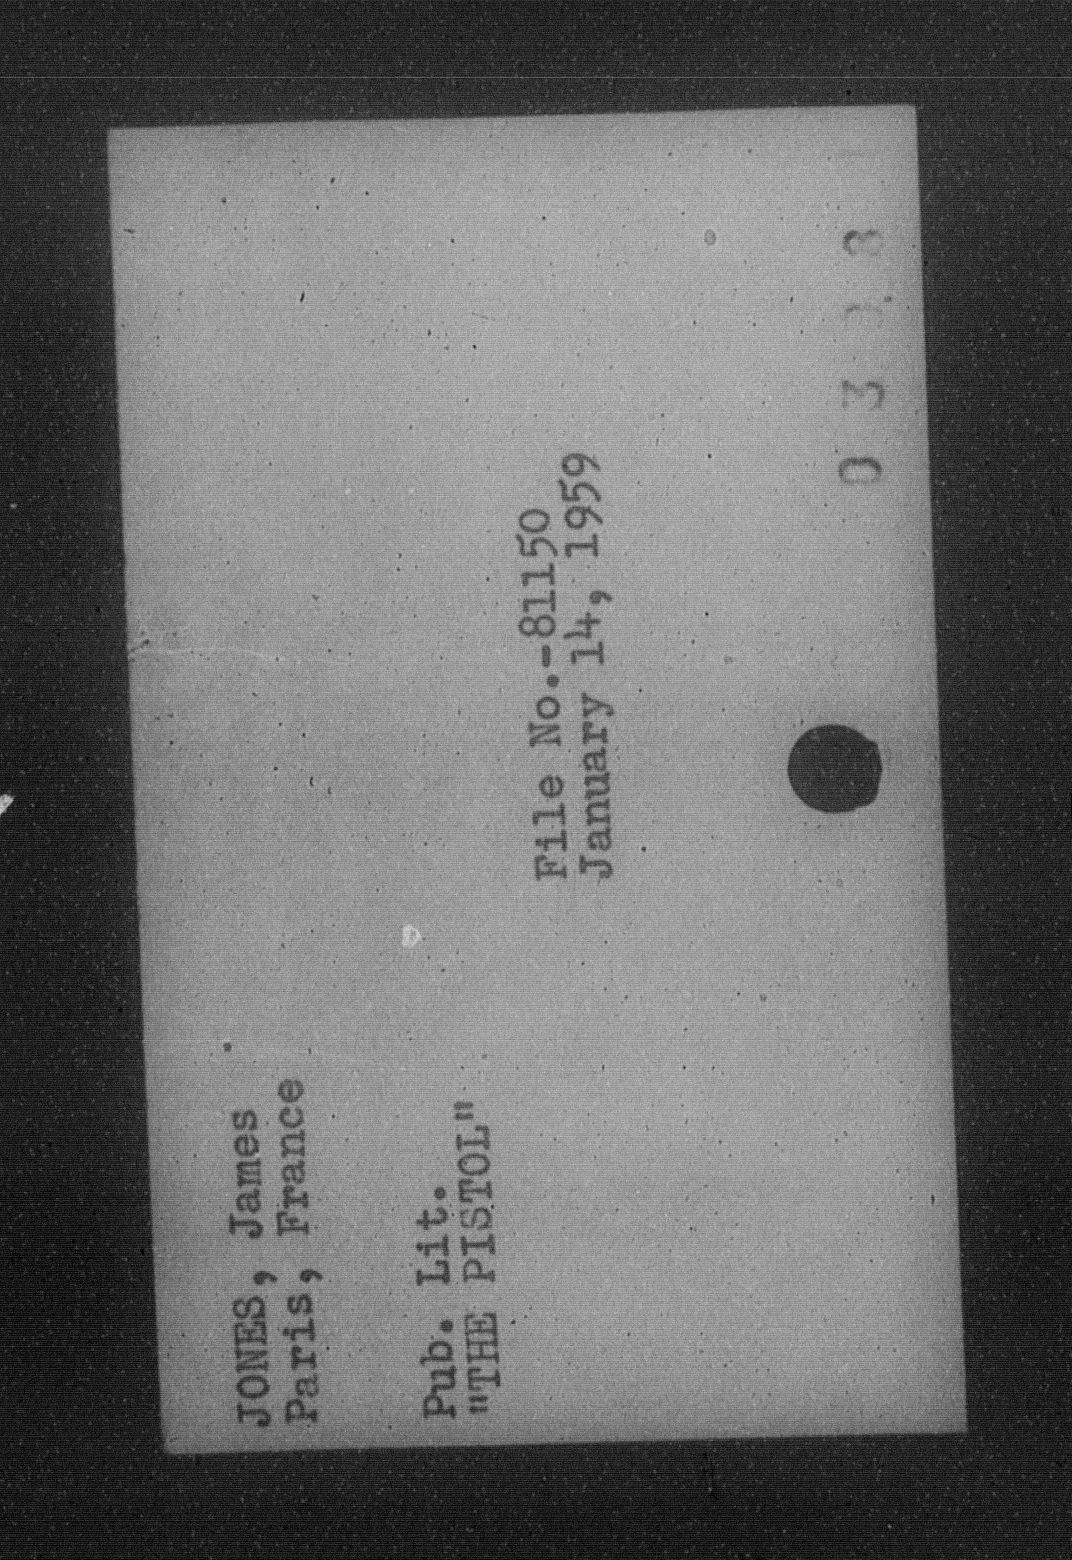 JONES, James
Paris, France
Pub. Lit.
"THE PISTOL"
File No.-81150
January 14, 1959